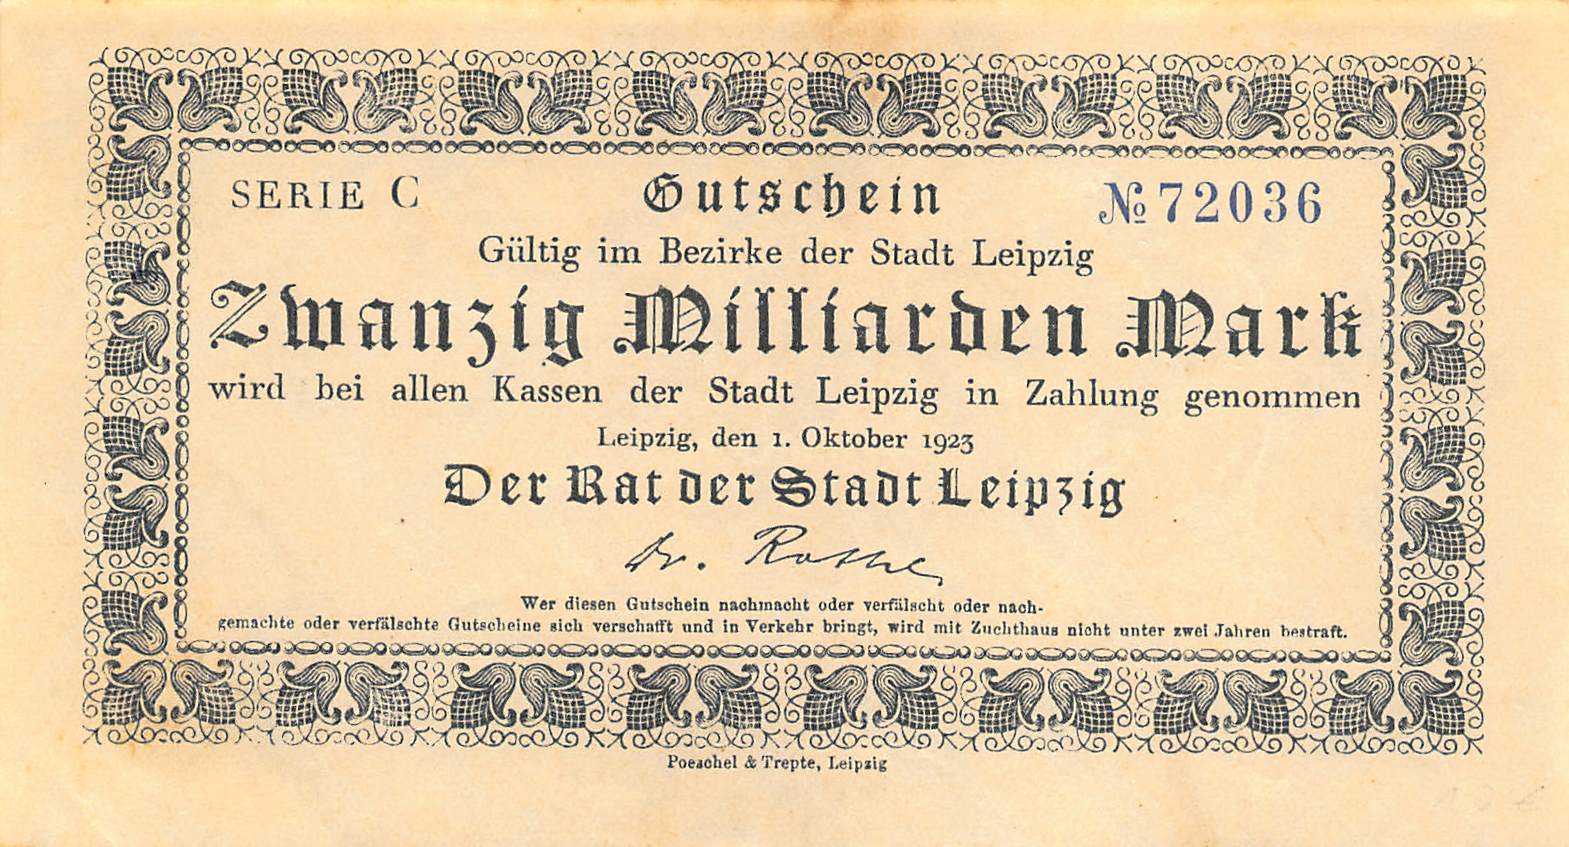 SERIE C Gutschein № 72036
Gültig im Bezirke der Stadt Leipzig
Zwanzig Milliarden Mark
wird bei allen Kassen der Stadt Leipzig in Zahlung genommen
Leipzig, den 1. Oktober 1923
Der Rat der Stadt Leipzig
Dr. Rothe
Wer diesen Gutschein nachmacht oder verfälscht oder nach-
gemachte oder verfälschte Gutscheine sich verschafft und in Verkehr bringt, wird mit Zuchthaus nicht unter zwei Jahren bestraft.
Poeschel & Trepte, Leipzig